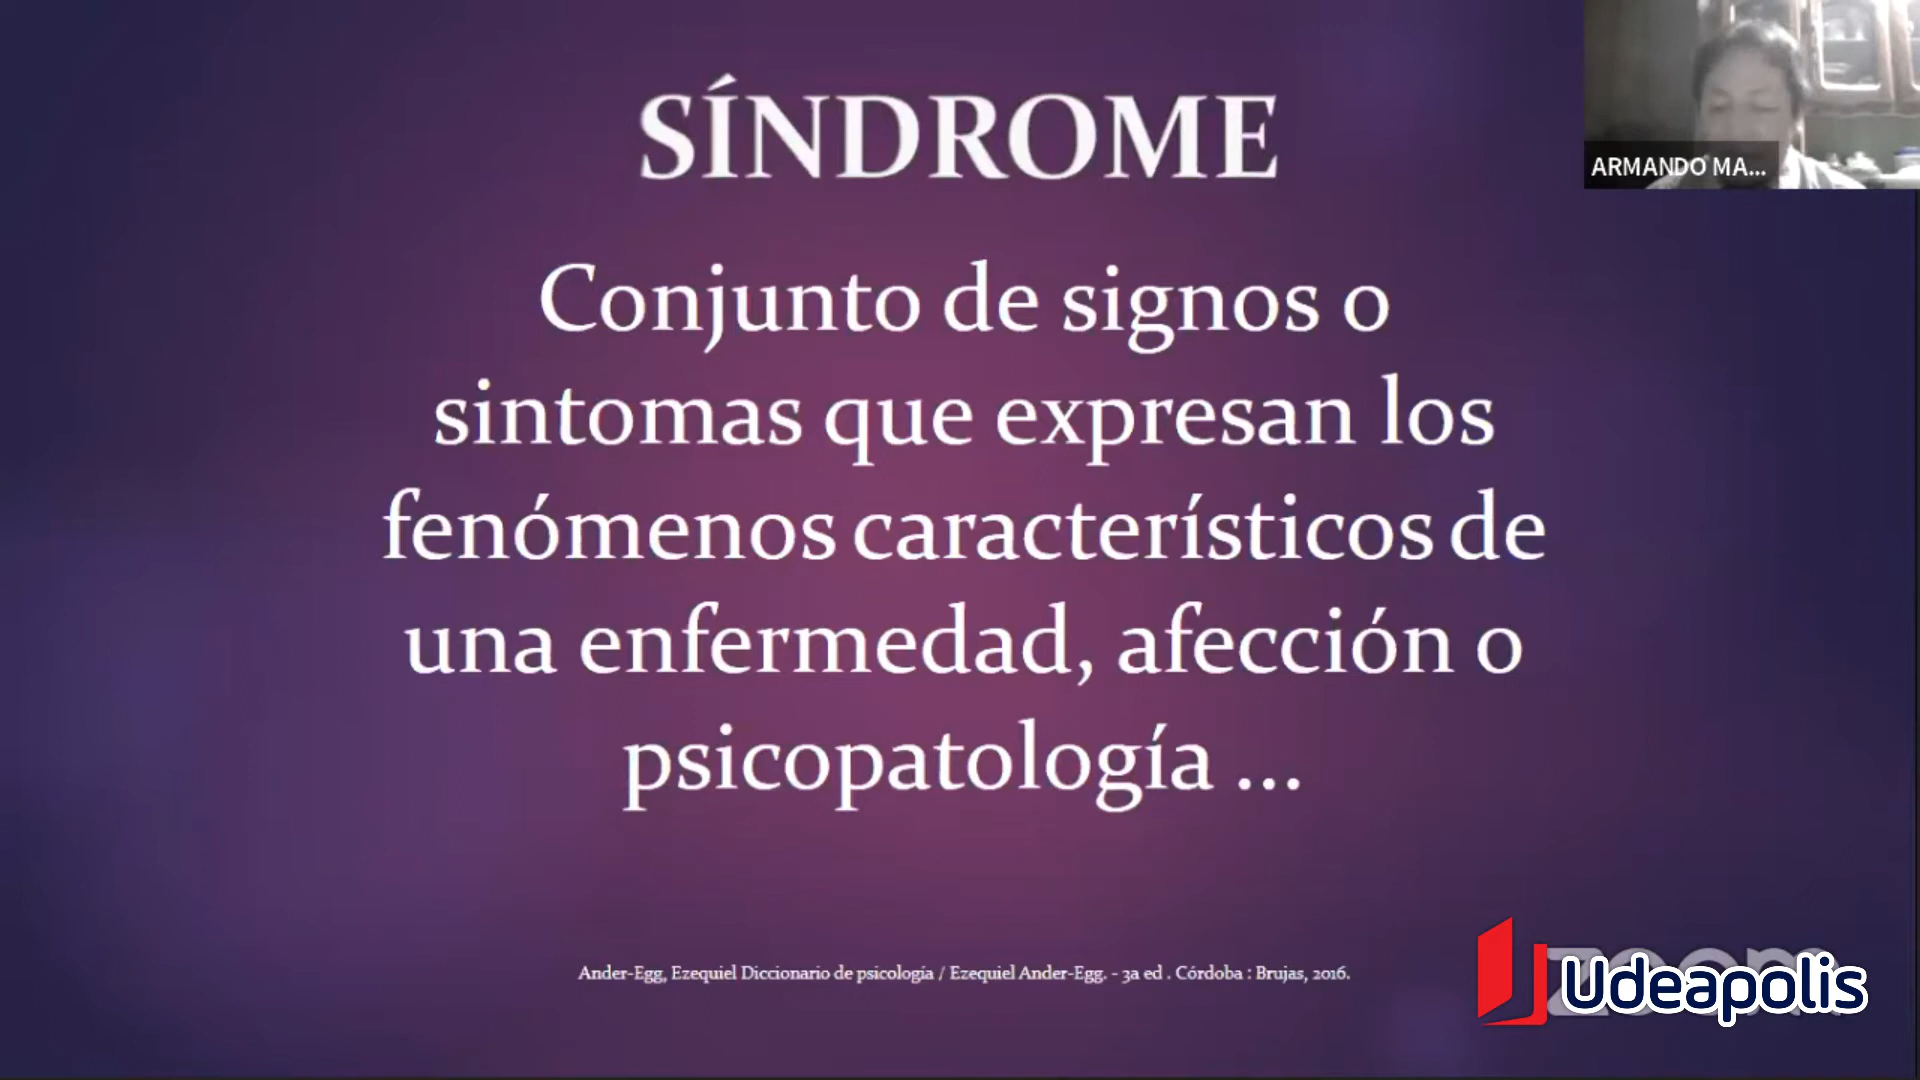 SÍNDROME
ARMANDO MA...
Conjunto de signos o
sintomas que expresan los
fenómenos característicos de
una enfermedad, afección o
psicopatología ...
Ander-Egg, Ezequiel Diccionario de psicología / Ezequiel Ander-Egg. - 3a ed . Córdoba : Brujas, 2016.
zoom
Udeapolis